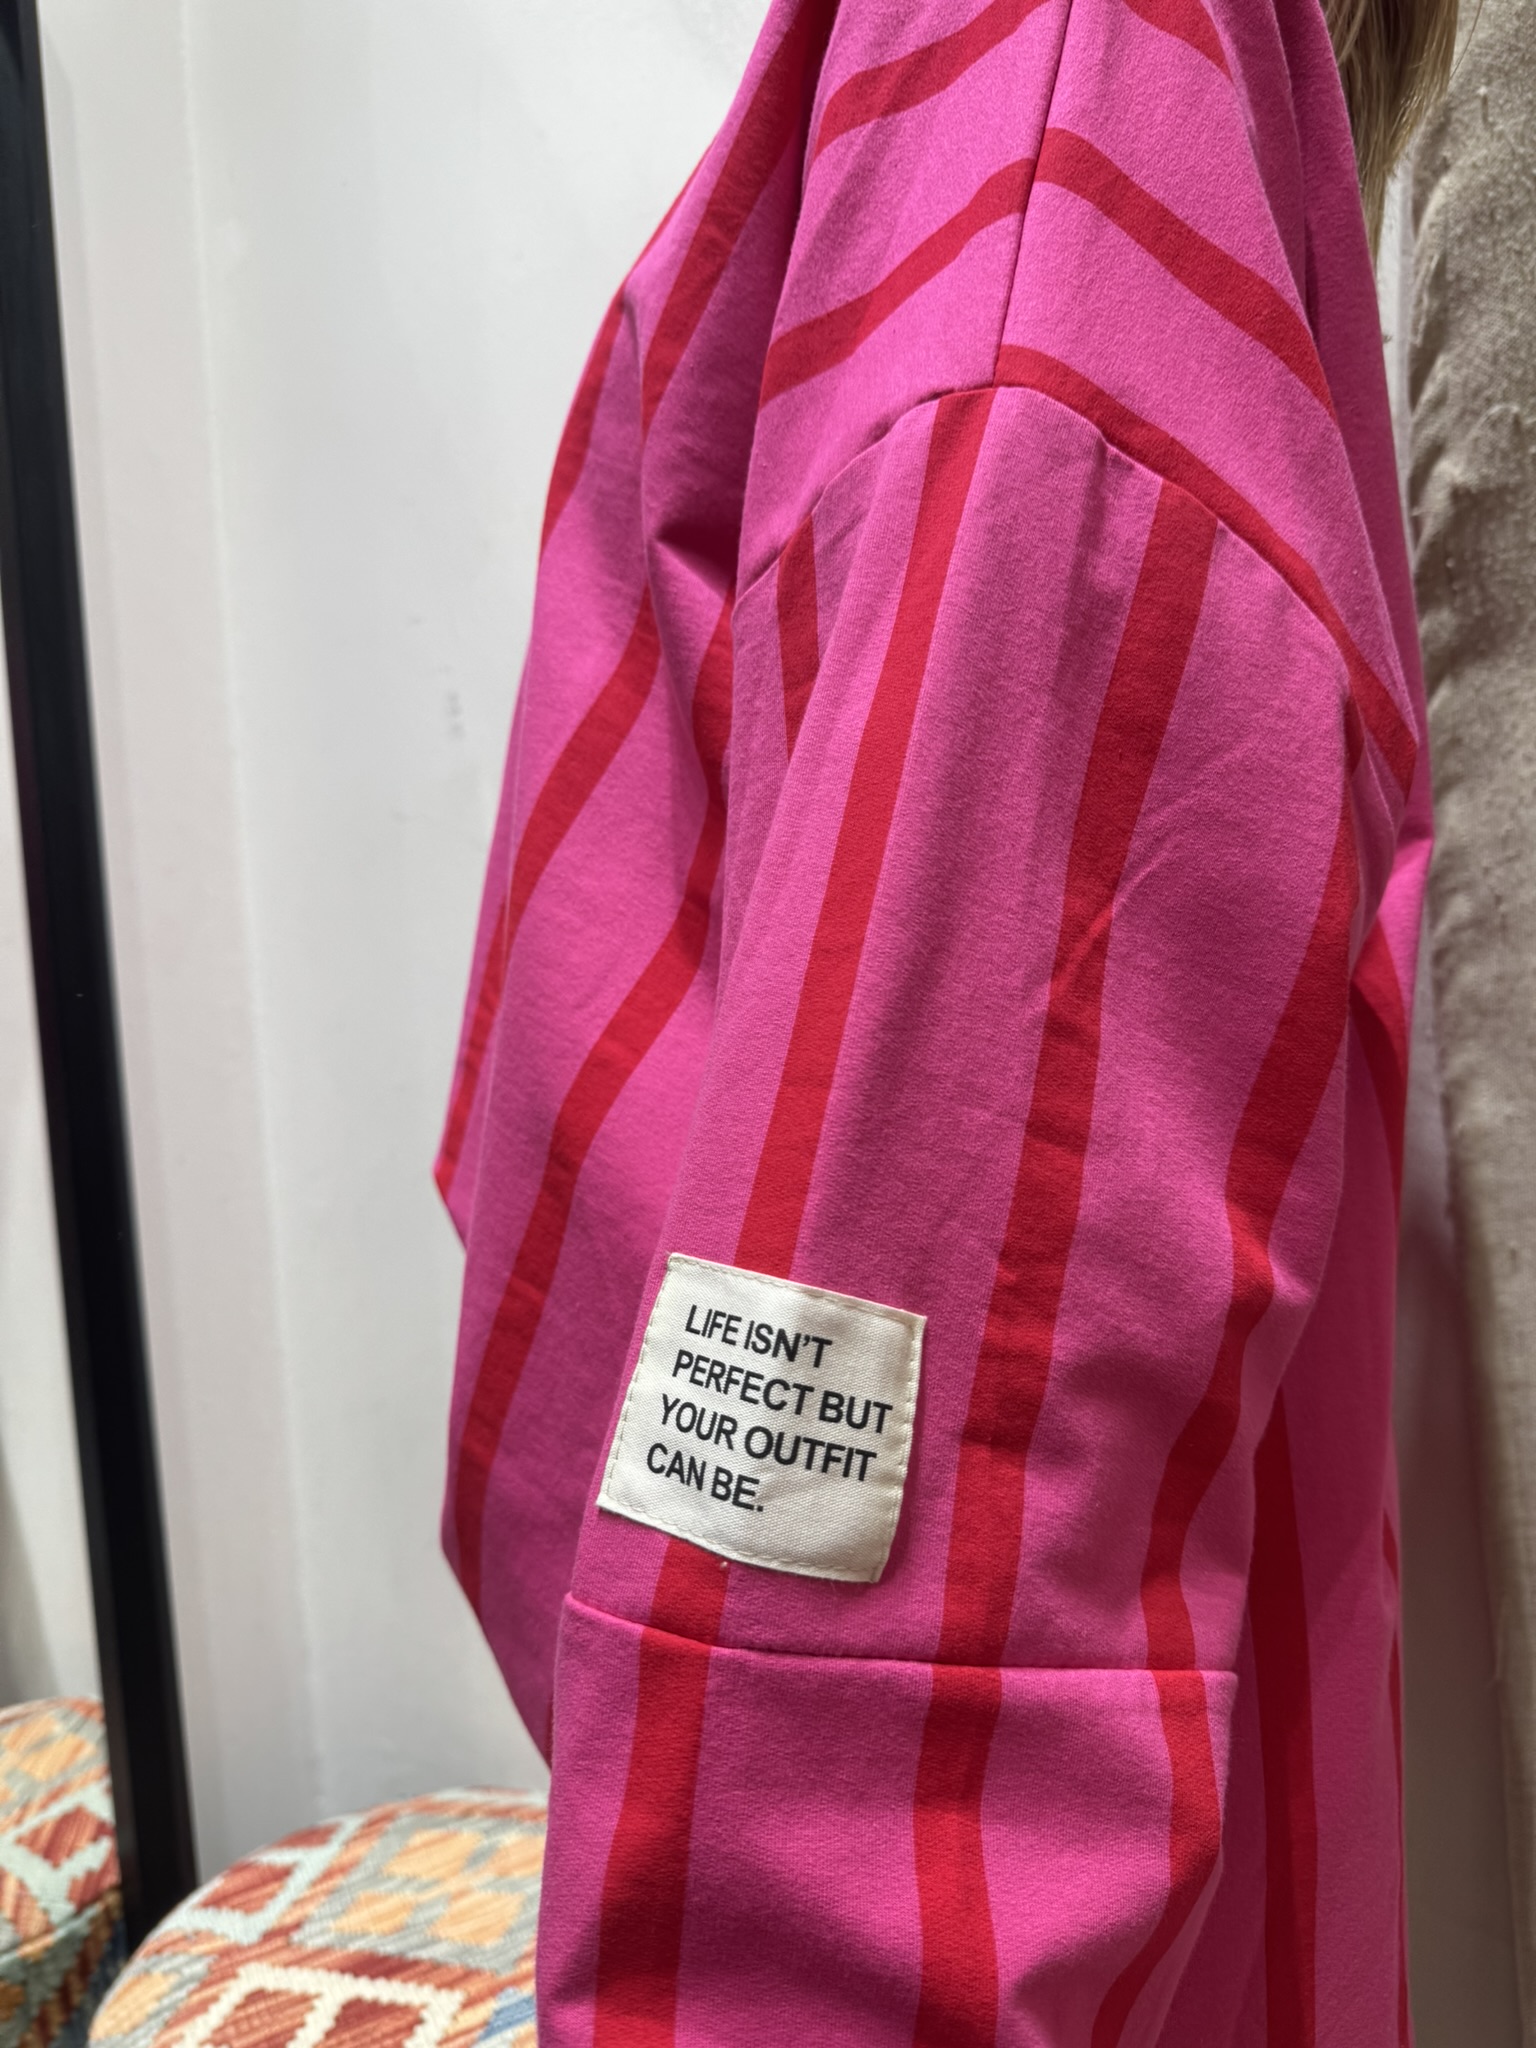 LIFE ISN'T
PERFECT BUT
YOUR OUTFIT
CAN BE.